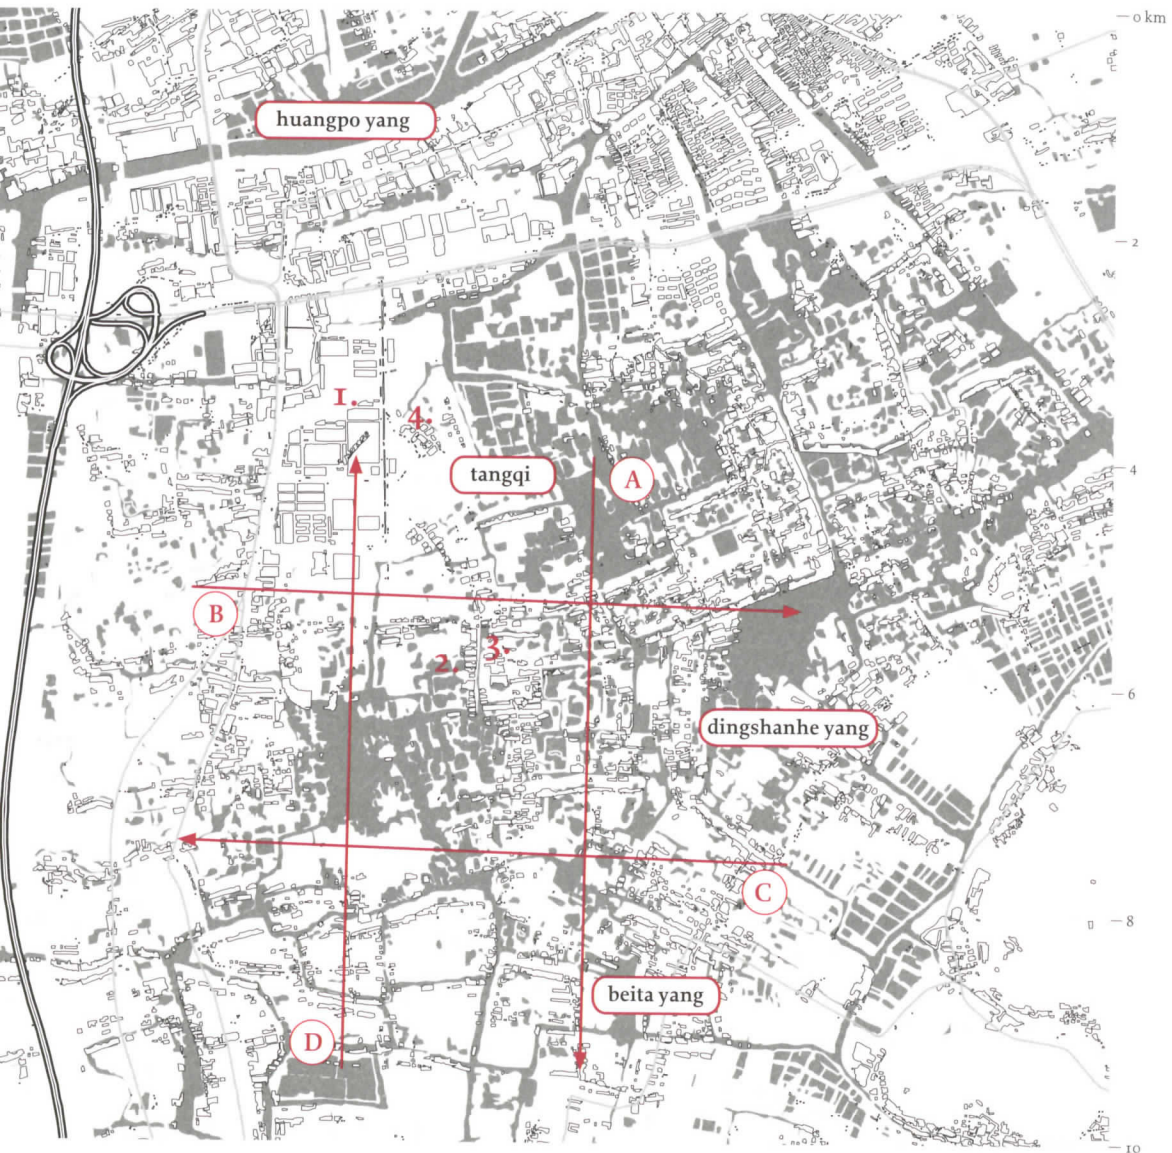 0 km
huangpo yang
2
1.
4.
tangqi
A
4
B
2.
3.
6
dingshanhe yang
C
8
beita yang
D
10